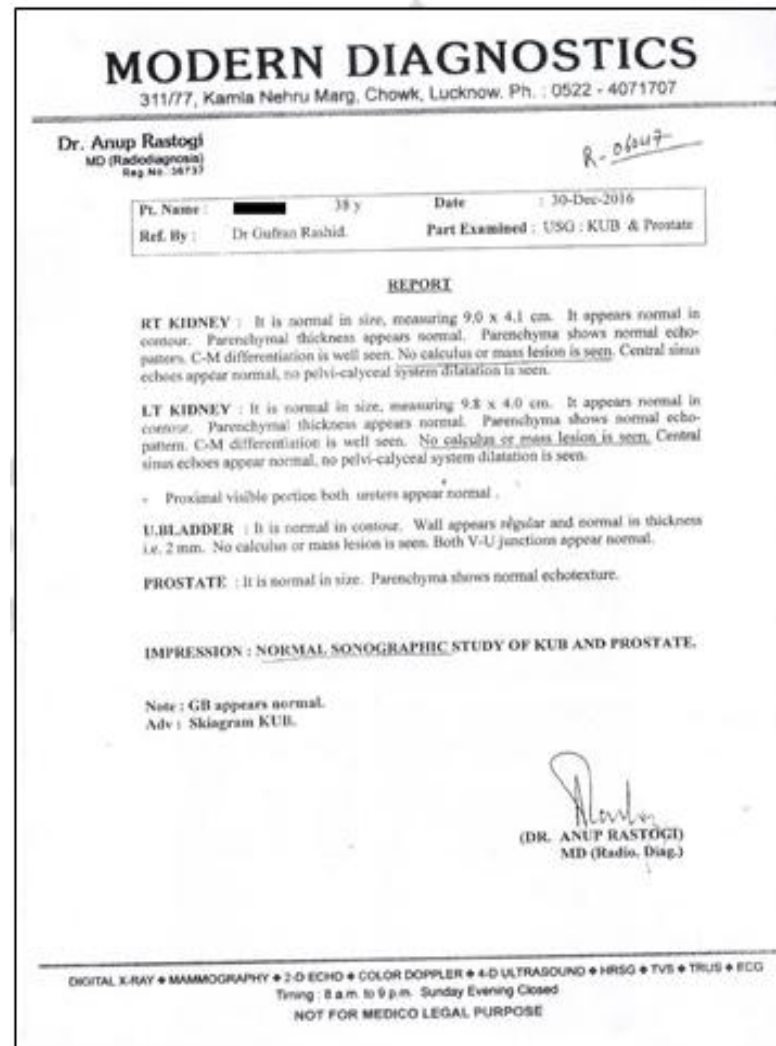 MODERN DIAGNOSTICS
311/77, Kamla Nehru Marg, Chowk, Lucknow. Ph. : 0522 - 4071707
Dr. Anup Rastogi
MD (Radiodiagnosis)
Reg No. 36737
R-06047
Pt. Name : 38 y Date : 30-Dec-2016
Ref. By : Dr Gufran Rashid. Part Examined : USG : KUB & Prostate
REPORT
RT KIDNEY : It is normal in size, measuring 9.0 x 4.1 cm. It appears normal in
contour. Parenchymal thickness appears normal. Parenchyma shows normal echo-
pattern. C-M differentiation is well seen. No calculus or mass lesion is seen. Central sinus
echoes appear normal, no pelvi-calyceal system dilatation is seen.
LT KIDNEY : It is normal in size, measuring 9.8 x 4.0 cm. It appears normal in
contour. Parenchymal thickness appears normal. Parenchyma shows normal echo-
pattern. C-M differentiation is well seen. No calculus or mass lesion is seen. Central
sinus echoes appear normal, no pelvi-calyceal system dilatation is seen.
- Proximal visible portion both ureters appear normal .
U.BLADDER : It is normal in contour. Wall appears regular and normal in thickness
i.e. 2 mm. No calculus or mass lesion is seen. Both V-U junctions appear normal.
PROSTATE : It is normal in size. Parenchyma shows normal echotexture.
IMPRESSION : NORMAL SONOGRAPHIC STUDY OF KUB AND PROSTATE.
Note : GB appears normal.
Adv : Skiagram KUB.
(DR. ANUP RASTOGI)
MD (Radio. Diag.)
DIGITAL X-RAY ♦ MAMMOGRAPHY ♦ 2-D ECHO ♦ COLOR DOPPLER ♦ 4-D ULTRASOUND ♦ HRSG ♦ TVS ♦ TRUS ♦ ECG
Timing : 8 a.m. to 9 p.m. Sunday Evening Closed
NOT FOR MEDICO LEGAL PURPOSE